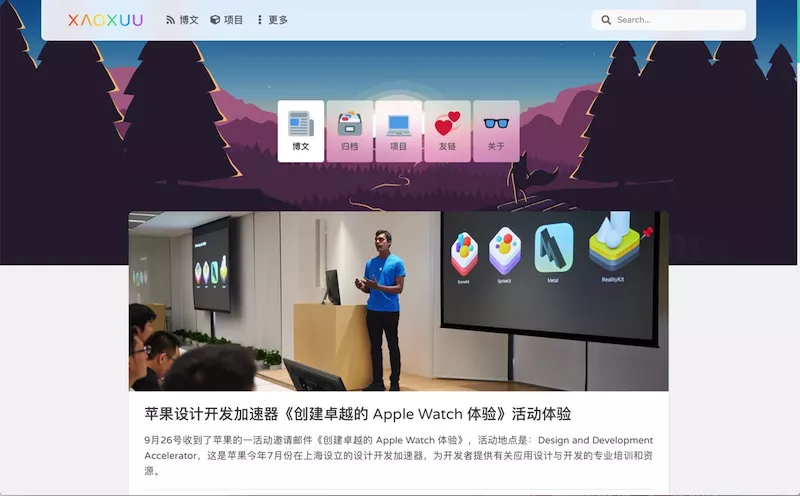 XAOXUU
博文
项目
更多
Search...
博文
归档
项目
友链
关于
SceneKit
SpriteKit
Metal
RealityKit
苹果设计开发加速器《创建卓越的 Apple Watch 体验》活动体验
9月26号收到了苹果的一活动邀请邮件《创建卓越的 Apple Watch 体验》，活动地点是：Design and Development
Accelerator，这是苹果今年7月份在上海设立的设计开发加速器，为开发者提供有关应用设计与开发的专业培训和资
源。